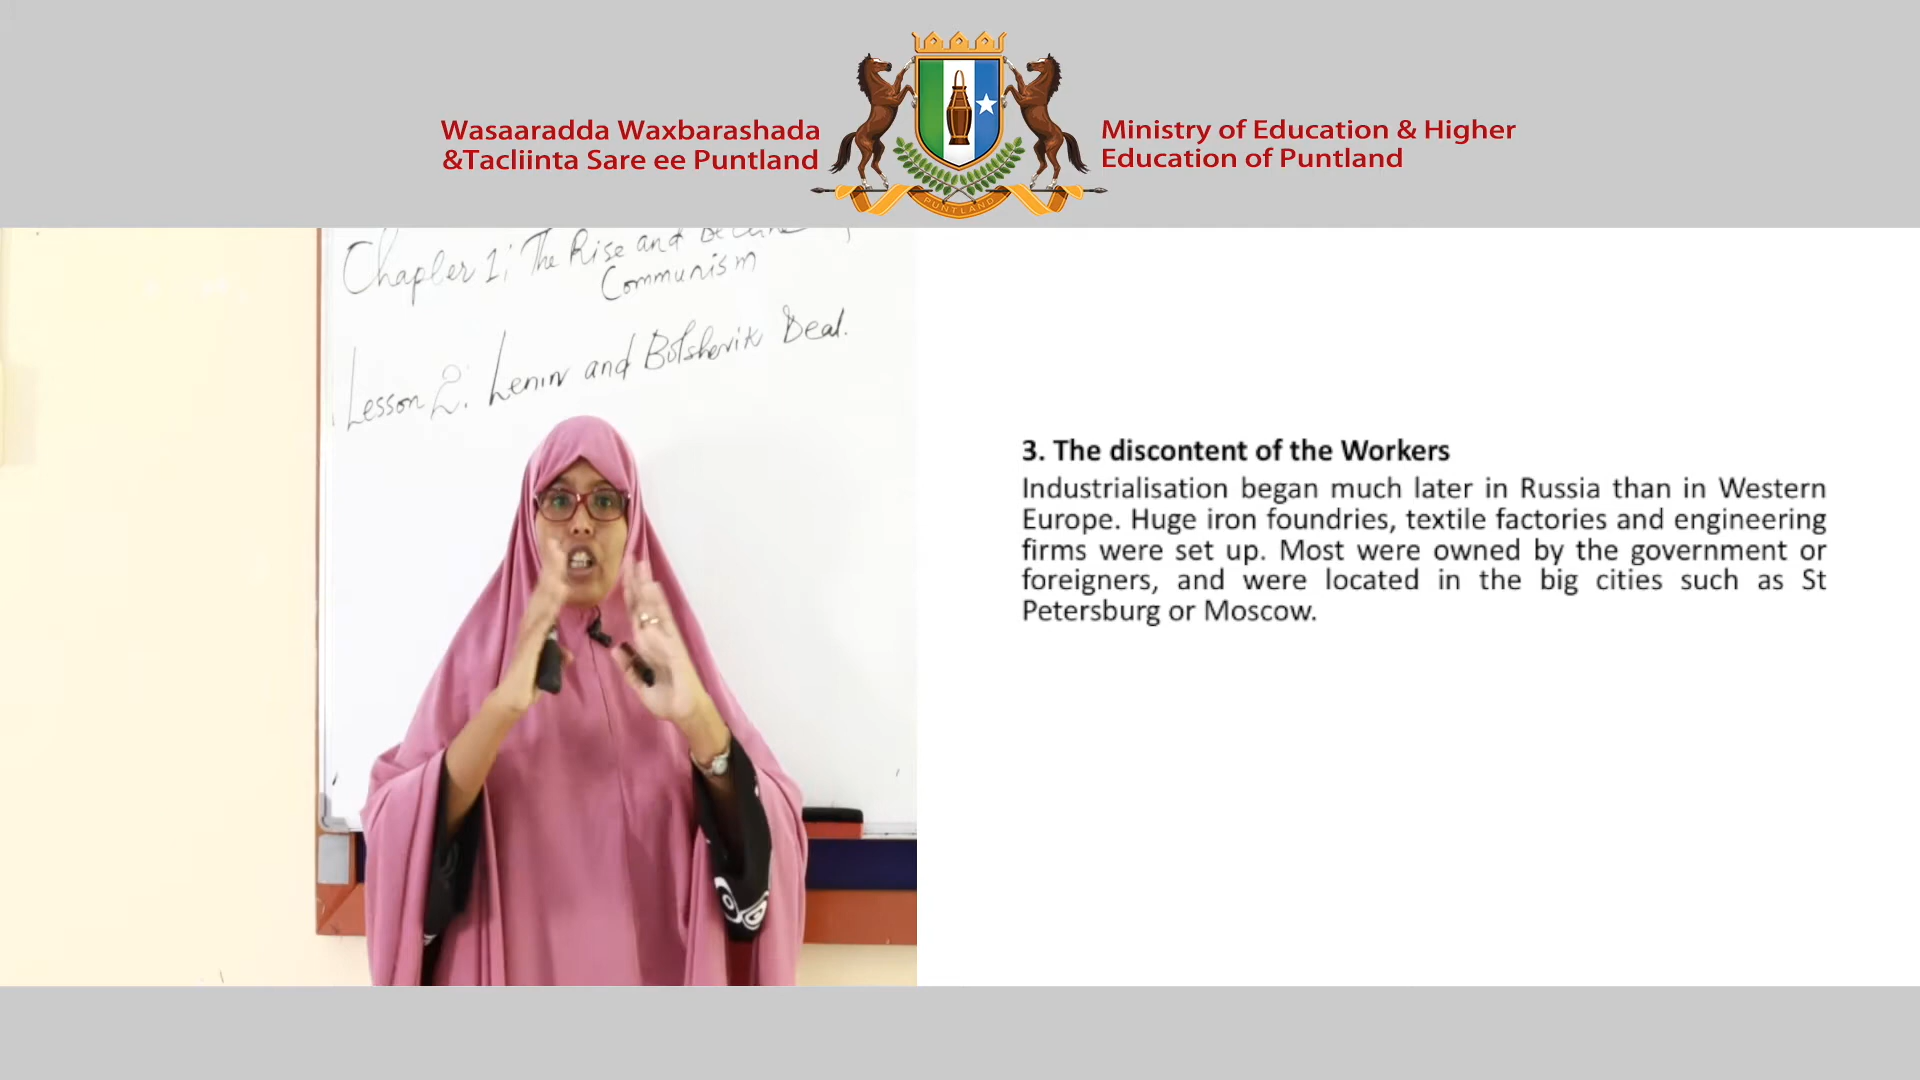 Wasaaradda Waxbarashada
&Tacliinta Sare ee Puntland
PUNTLAND
Ministry of Education & Higher
Education of Puntland
Chapter 1; The Rise and
Communism
Lesson 2: Lenin and Bolshevik Deal.
3. The discontent of the Workers
Industrialisation began much later in Russia than in Western
Europe. Huge iron foundries, textile factories and engineering
firms were set up. Most were owned by the government or
foreigners, and were located in the big cities such as St
Petersburg or Moscow.